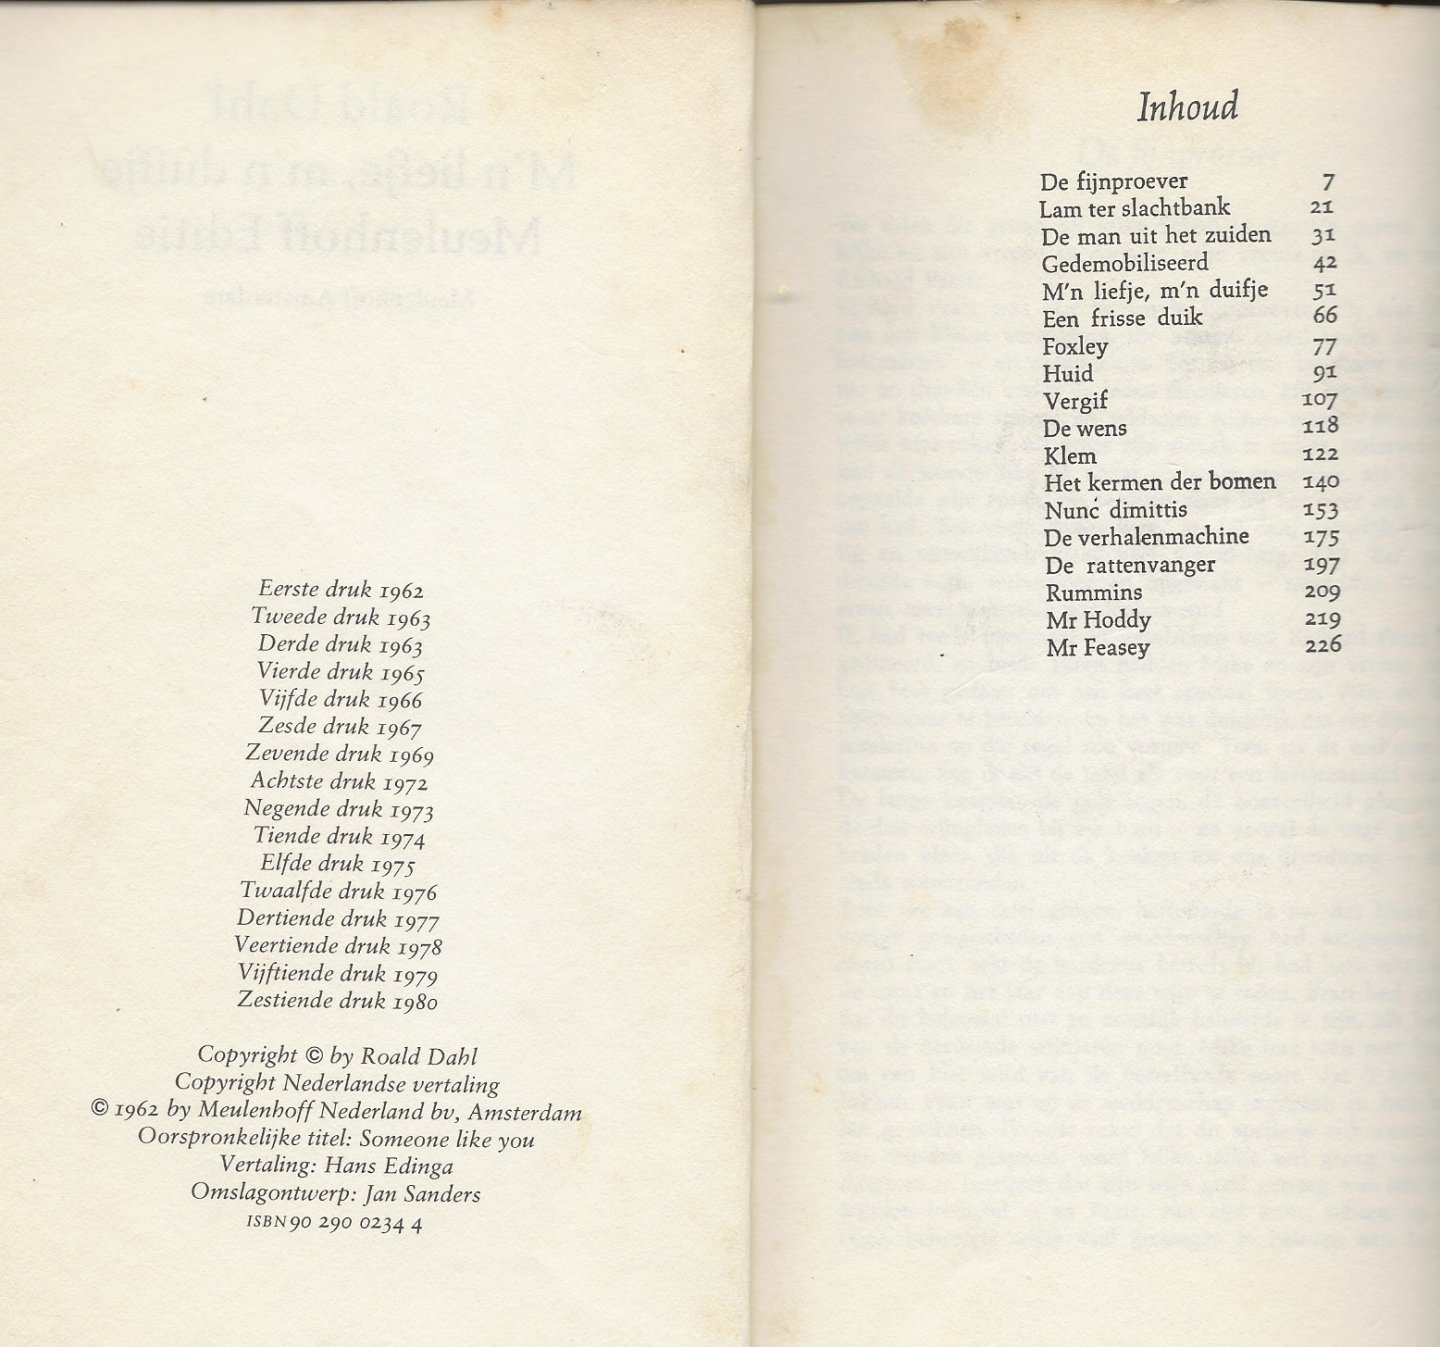 Eerste druk 1962
Tweede druk 1963
Derde druk 1963
Vierde druk 1965
Vijfde druk 1966
Zesde druk 1967
Zevende druk 1969
Achtste druk 1972
Negende druk 1973
Tiende druk 1974
Elfde druk 1975
Twaalfde druk 1976
Dertiende druk 1977
Veertiende druk 1978
Vijftiende druk 1979
Zestiende druk 1980
Copyright © by Roald Dahl
Copyright Nederlandse vertaling
© 1962 by Meulenhoff Nederland bv, Amsterdam
Oorspronkelijke titel: Someone like you
Vertaling: Hans Edinga
Omslagontwerp: Jan Sanders
ISBN 90 290 0234 4
Inhoud
De fijnproever 7
Lam ter slachtbank 21
De man uit het zuiden 31
Gedemobiliseerd 42
M'n liefje, m'n duifje 51
Een frisse duik 66
Foxley 77
Huid 91
Vergif 107
De wens 118
Klem 122
Het kermen der bomen 140
Nunc dimittis 153
De verhalenmachine 175
De rattenvanger 197
Rummins 209
Mr Hoddy 219
Mr Feasey 226